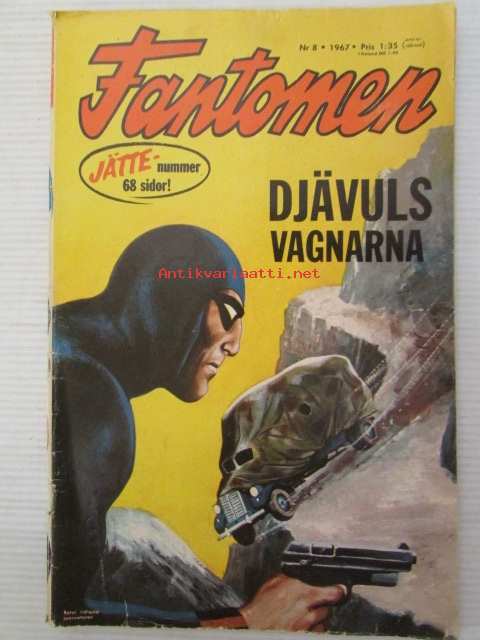 Nr 8 • 1967 • Pris 1:35
Fantomen
JÄTTE-nummer
68 sidor!
DJÄVULS
VAGNARNA
Antikvariaatti.net